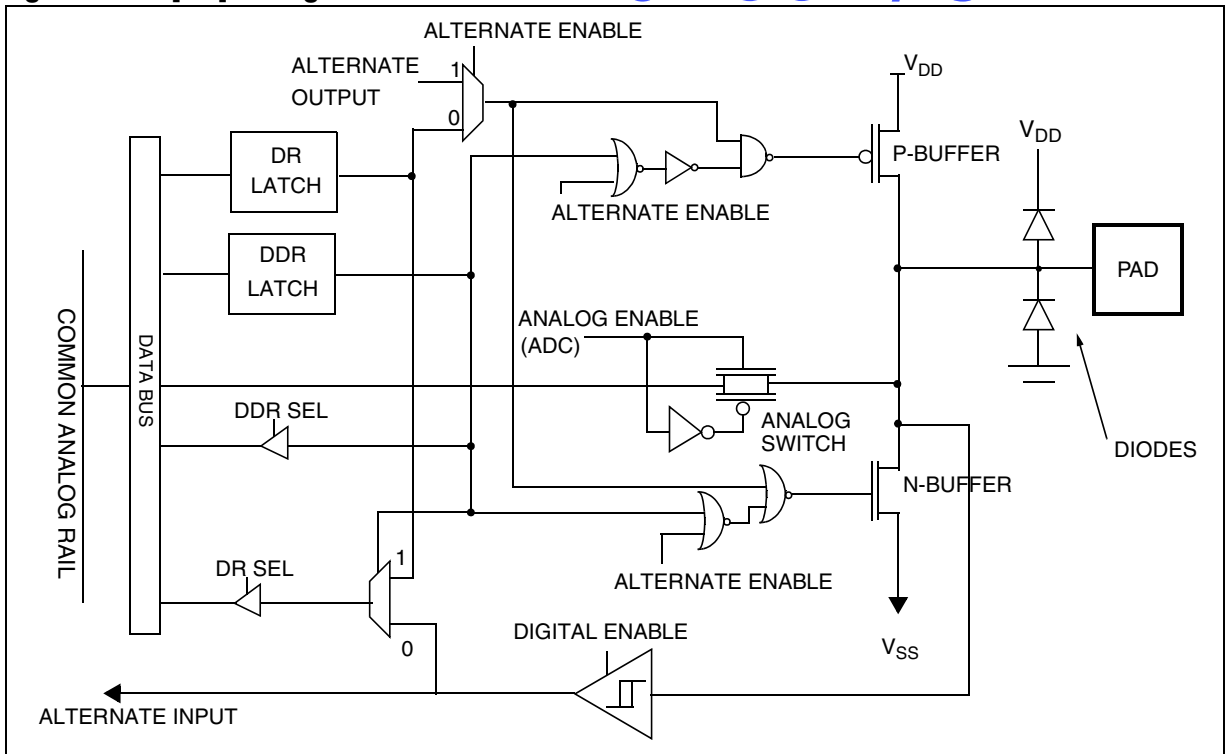 ALTERNATE ENABLE
ALTERNATE
OUTPUT
1
0
VDD
P-BUFFER
VDD
DR
LATCH
ALTERNATE ENABLE
DDR
LATCH
PAD
COMMON ANALOG RAIL
DATA BUS
ANALOG ENABLE
(ADC)
DDR SEL
ANALOG
SWITCH
DIODES
N-BUFFER
DR SEL
1
0
ALTERNATE ENABLE
DIGITAL ENABLE
VSS
ALTERNATE INPUT